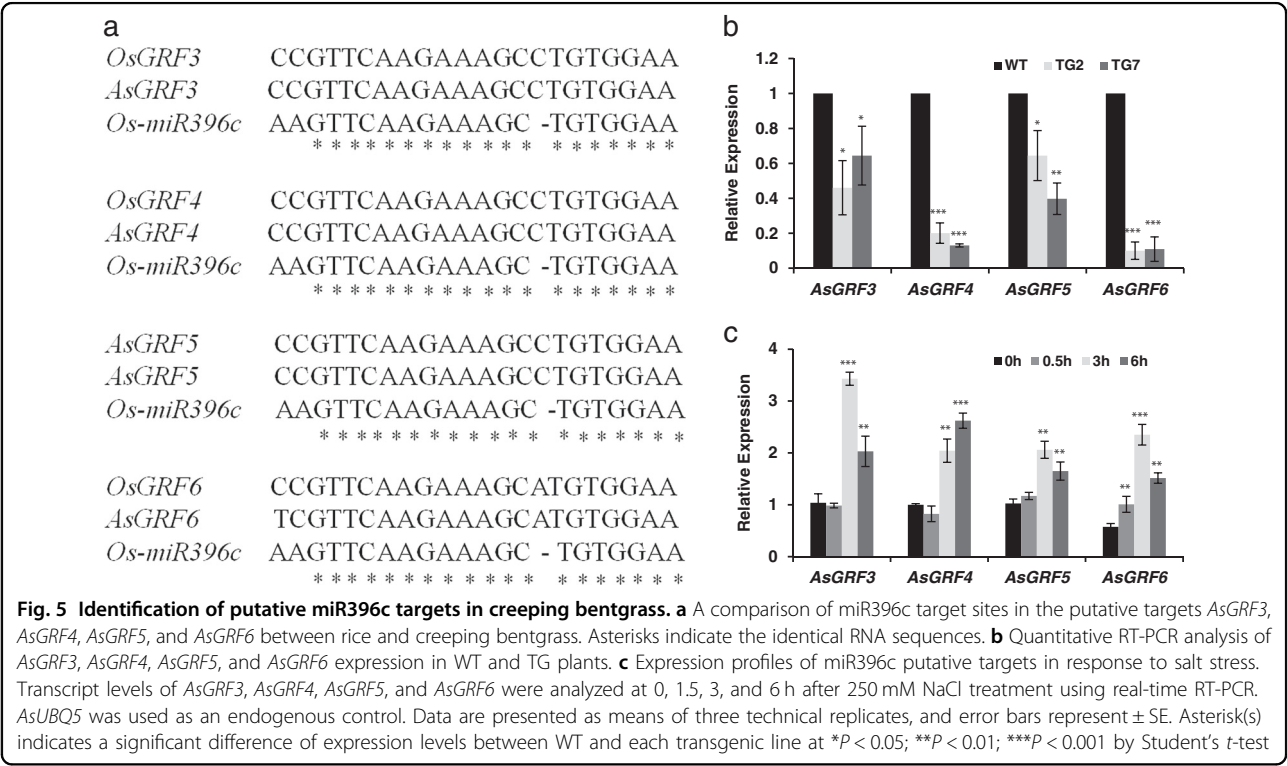 a
OsGRF3 CCGTTCAAGAAAGCCTGTGGAA
AsGRF3 CCGTTCAAGAAAGCCTGTGGAA
Os-miR396c AAGTTCAAGAAAGC -TGTGGAA
* * * * * * * * * * * * * * * * * * *
OsGRF4 CCGTTCAAGAAAGCCTGTGGAA
AsGRF4 CCGTTCAAGAAAGCCTGTGGAA
Os-miR396c AAGTTCAAGAAAGC -TGTGGAA
* * * * * * * * * * * * * * * * * * *
AsGRF5 CCGTTCAAGAAAGCCTGTGGAA
AsGRF5 CCGTTCAAGAAAGCCTGTGGAA
Os-miR396c AAGTTCAAGAAAGC -TGTGGAA
* * * * * * * * * * * * * * * * * * *
OsGRF6 CCGTTCAAGAAAGCATGTGGAA
AsGRF6 TCGTTCAAGAAAGCATGTGGAA
Os-miR396c AAGTTCAAGAAAGC - TGTGGAA
* * * * * * * * * * * * * * * * * * *
b
Relative Expression
1.2
1
0.8
0.6
0.4
0.2
0
WT TG2 TG7
* *
*** ***
* **
*** ***
AsGRF3 AsGRF4 AsGRF5 AsGRF6
c
Relative Expression
4
3
2
1
0
0h 0.5h 3h 6h
*** **
** ***
** **
** *** **
AsGRF3 AsGRF4 AsGRF5 AsGRF6
Fig. 5 Identification of putative miR396c targets in creeping bentgrass. a A comparison of miR396c target sites in the putative targets AsGRF3,
AsGRF4, AsGRF5, and AsGRF6 between rice and creeping bentgrass. Asterisks indicate the identical RNA sequences. b Quantitative RT-PCR analysis of
AsGRF3, AsGRF4, AsGRF5, and AsGRF6 expression in WT and TG plants. c Expression profiles of miR396c putative targets in response to salt stress.
Transcript levels of AsGRF3, AsGRF4, AsGRF5, and AsGRF6 were analyzed at 0, 1.5, 3, and 6 h after 250 mM NaCl treatment using real-time RT-PCR.
AsUBQ5 was used as an endogenous control. Data are presented as means of three technical replicates, and error bars represent ± SE. Asterisk(s)
indicates a significant difference of expression levels between WT and each transgenic line at *P < 0.05; **P < 0.01; ***P < 0.001 by Student's t-test